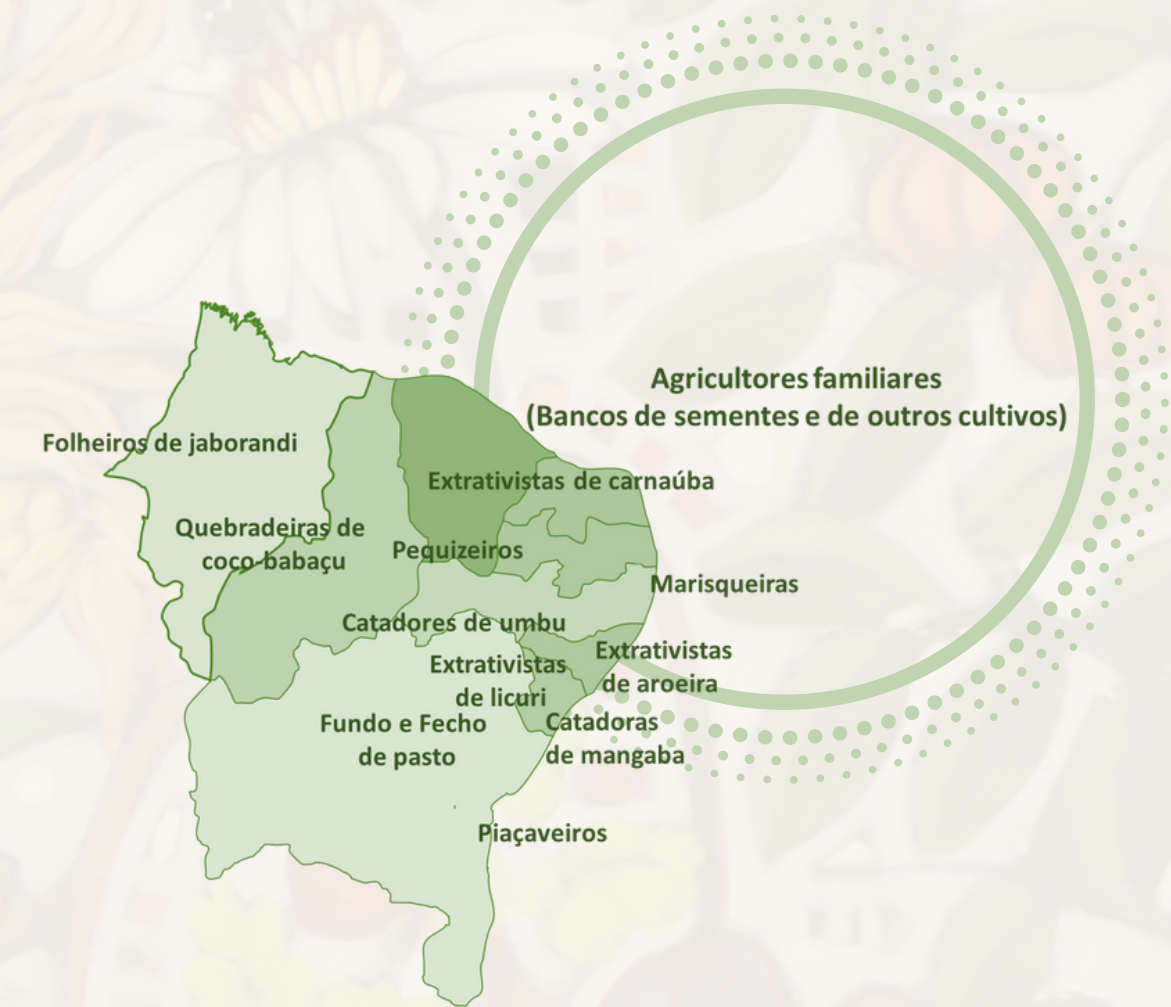 Agricultores familiares
(Bancos de sementes e de outros cultivos)
Folheiros de jaborandi
Extrativistas de carnaúba
Quebradeiras de
coco-babaçu
Pequizeiros
Marisqueiras
Catadores de umbu
Extrativistas
de aroeira
Extrativistas
de licuri
Fundo e Fecho
de pasto
Catadoras
de mangaba
Piaçaveiros